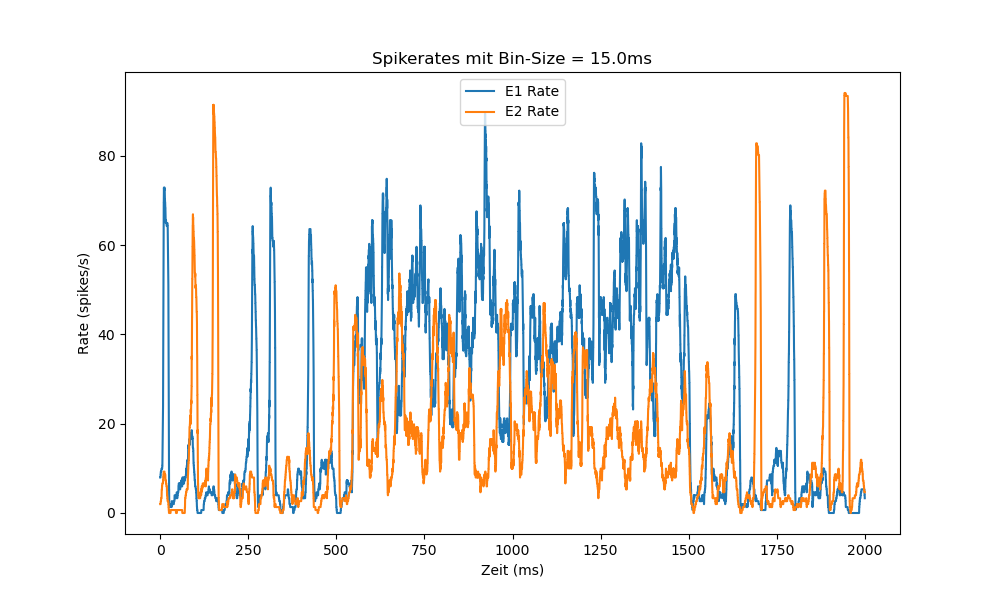 Spikerates mit Bin-Size = 15.0ms
E1 Rate
E2 Rate
Rate (spikes/s)
80
60
40
20
0
0 250 500 750 1000 1250 1500 1750 2000
Zeit (ms)